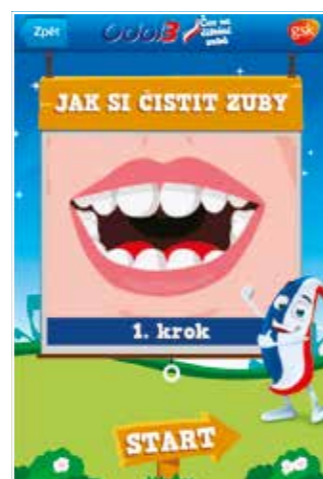 Zpět
Odol3
Čas na
čištění
zubů
gsk
JAK SI ČISTIT ZUBY
1. krok
START